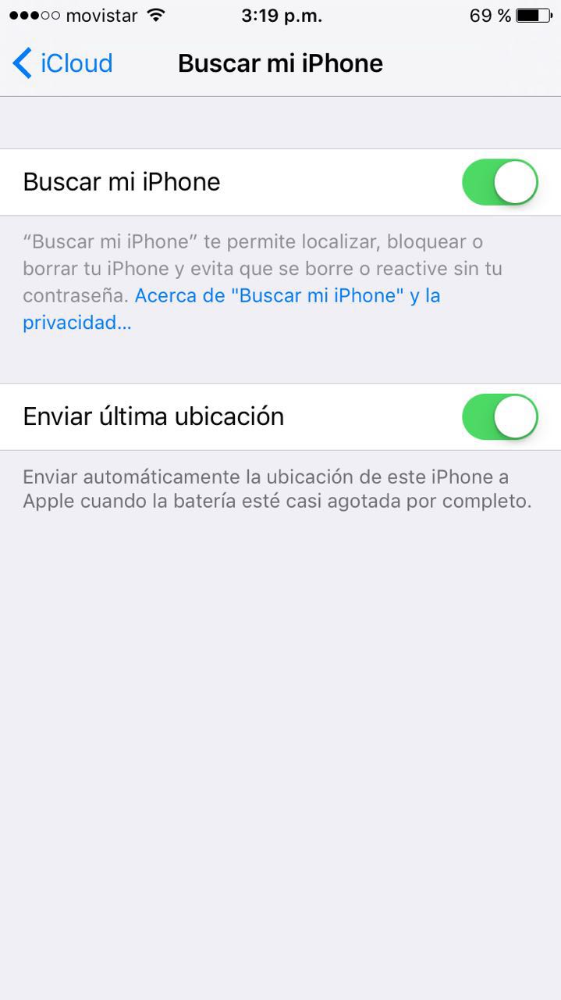 movistar 3:19 p.m. 69 %
iCloud Buscar mi iPhone
Buscar mi iPhone
“Buscar mi iPhone” te permite localizar, bloquear o
borrar tu iPhone y evita que se borre o reactive sin tu
contraseña. Acerca de "Buscar mi iPhone" y la
privacidad...
Enviar última ubicación
Enviar automáticamente la ubicación de este iPhone a
Apple cuando la batería esté casi agotada por completo.